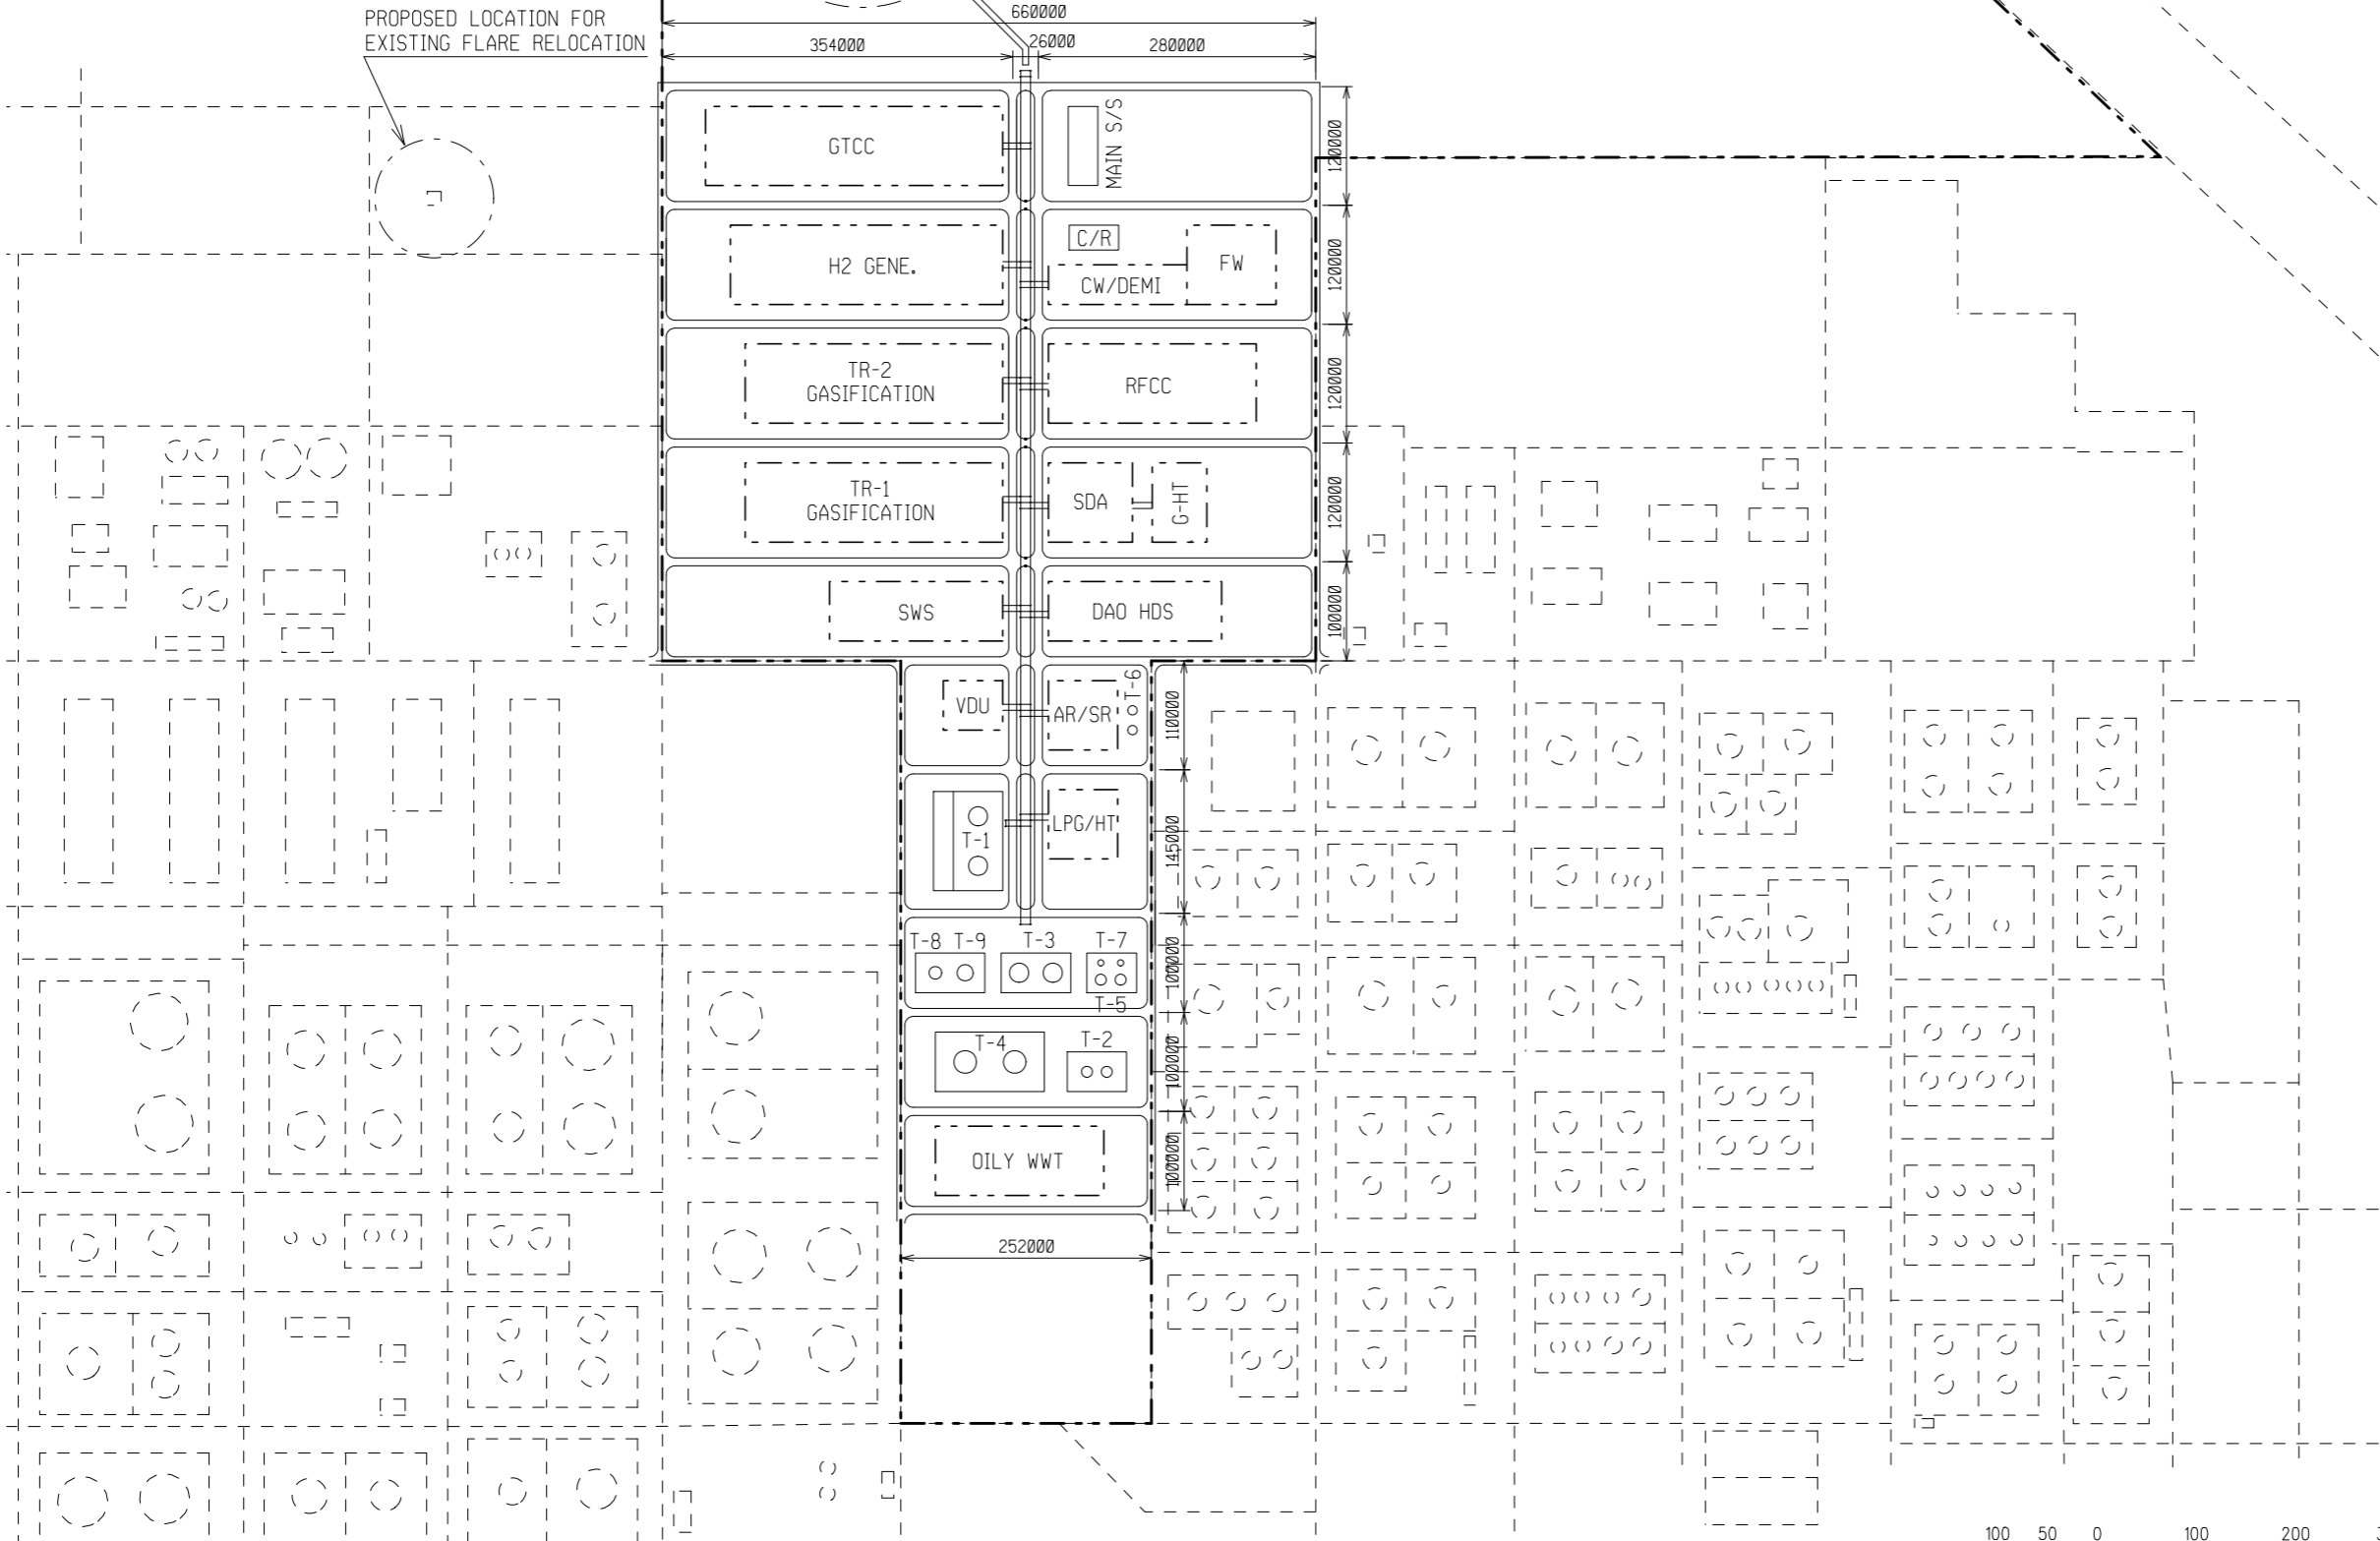 PROPOSED LOCATION FOR
EXISTING FLARE RELOCATION
660000
354000
26000
280000
GTCC
MAIN S/S
120000
H2 GENE.
C/R
CW/DEMI
FW
120000
TR-2
GASIFICATION
RFCC
120000
TR-1
GASIFICATION
SDA
G-HT
120000
SWS
DAO HDS
100000
VDU
AR/SR
T-6
110000
T-1
LPG/HT
145000
T-8 T-9
T-3
T-7
T-5
100000
T-4
T-2
100000
OILY WWT
100000
252000
100 50 0 100 200